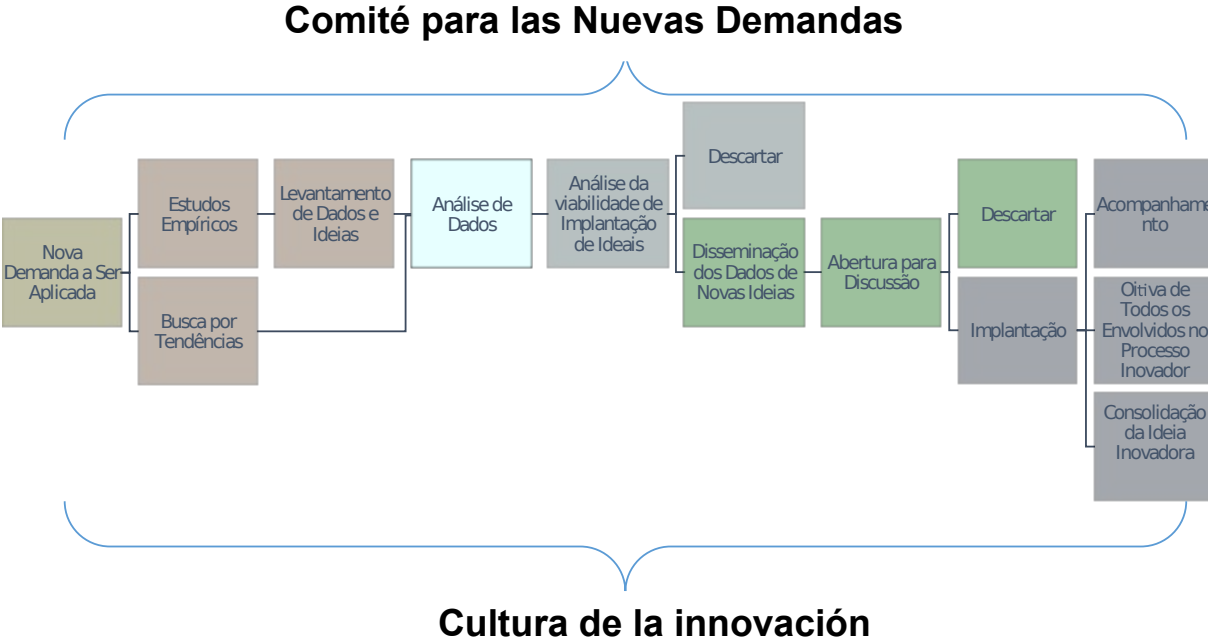 Comité para las Nuevas Demandas
Nova
Demanda a Ser
Aplicada
Estudos
Empíricos
Busca por
Tendências
Levantamento
de Dados e
Ideias
Análise de
Dados
Análise da
viabilidade de
Implantação
de Ideais
Descartar
Disseminação
dos Dados de
Novas Ideias
Abertura para
Discussão
Descartar
Implantação
Acompanhame
nto
Oitiva de
Todos os
Envolvidos no
Processo
Inovador
Consolidação
da Ideia
Inovadora
Cultura de la innovación